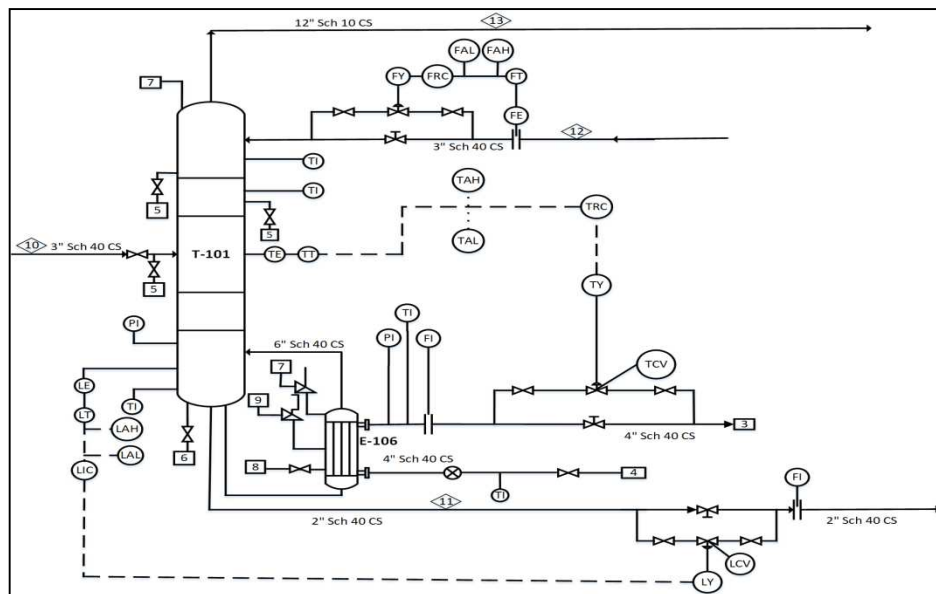 12" Sch 10 CS
13
FAL
FAH
7
FY
FRC
FT
FE
12
3" Sch 40 CS
TI
TI
TAH
5
5
TRC
10
3" Sch 40 CS
T-101
TE
TT
TAL
5
TY
TI
PI
6" Sch 40 CS
PI
FI
7
TCV
LE
TI
9
LT
LAH
E-106
3
4" Sch 40 CS
LAL
6
8
4" Sch 40 CS
4
LIC
TI
FI
11
2" Sch 40 CS
2" Sch 40 CS
LCV
LY